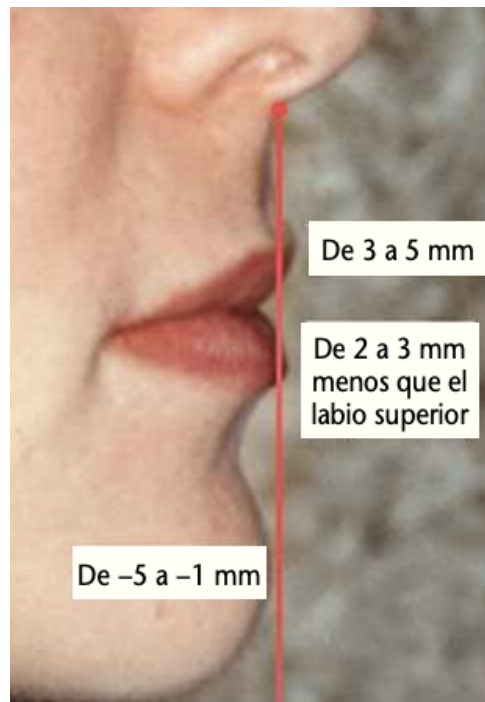 De 3 a 5 mm
De 2 a 3 mm
menos que el
labio superior
De –5 a –1 mm